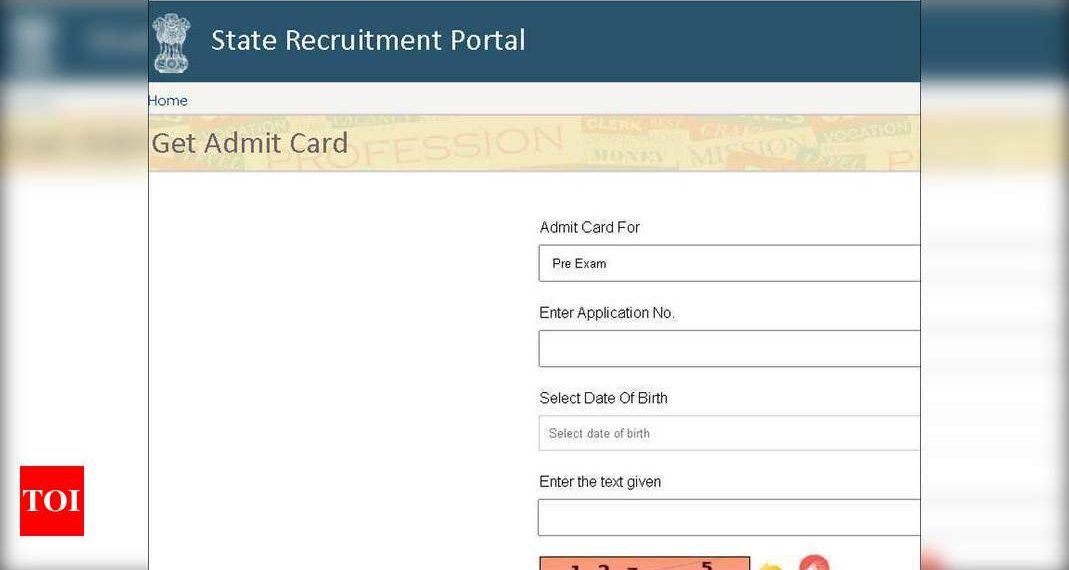 State Recruitment Portal
Home
Get Admit Card
PROFESSION
CLERK
MONEY
MISSION
VOCATION
Admit Card For
Pre Exam
Enter Application No.
Select Date Of Birth
Select date of birth
Enter the text given
TOI